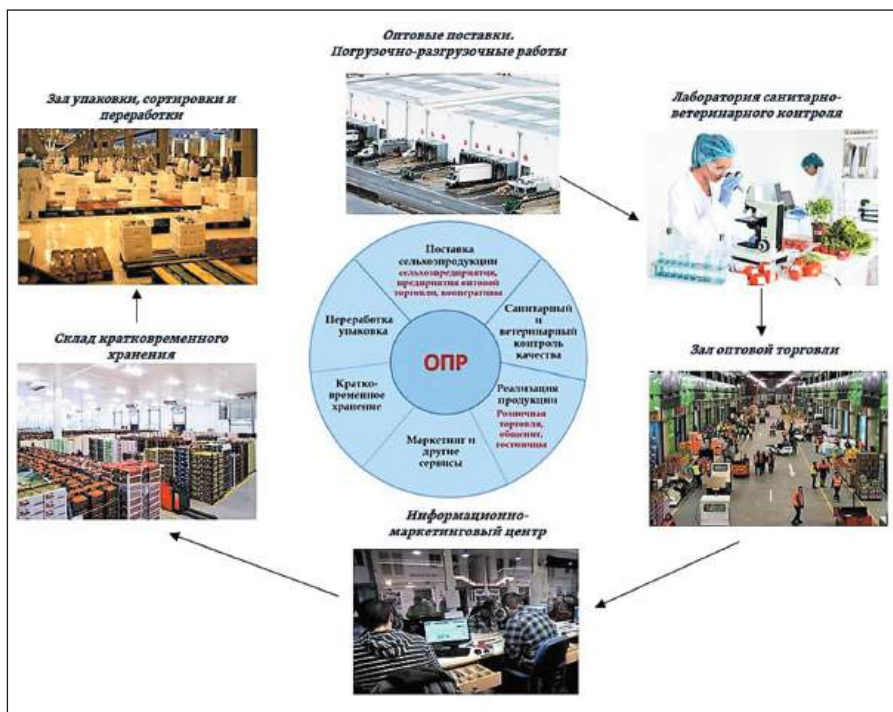 Оптовые поставки.
Погрузочно-разгрузочные работы
Зал упаковки, сортировки и
переработки
Лаборатория санитарно-
ветеринарного контроля
Поставка
сельхозпродукции
сельхозпредприятия,
предприятия оптовой
торговли, кооперативы
Переработка
упаковка
Санитарный
и
ветеринарный
контроль
качества
Склад кратковременного
хранения
ОПР
Зал оптовой торговли
Кратко-
временное
хранение
Реализация
продукции
Розничная
торговля,
общепит,
гостиницы
Маркетинг и
другие
сервисы
Информационно-
маркетинговый центр